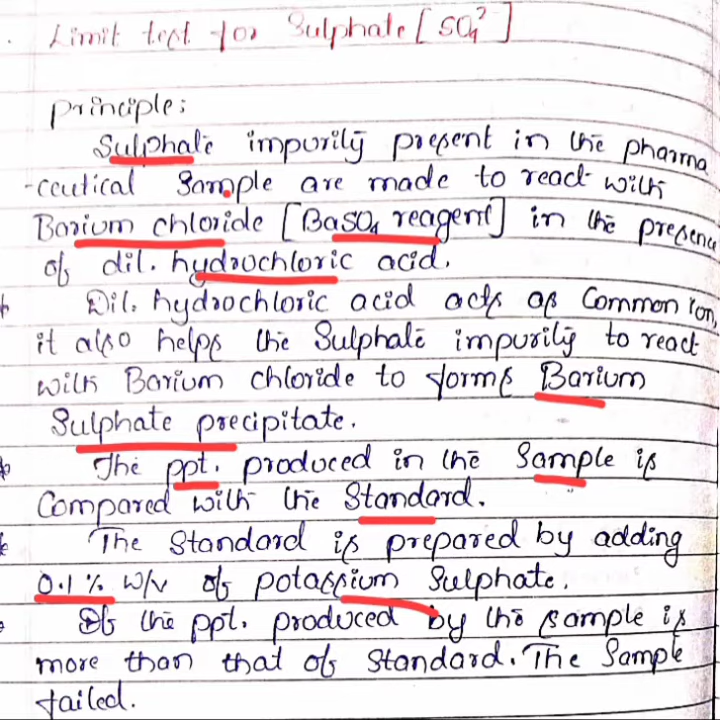 Limit test for Sulphate [SO₄²]
Principle:
Sulphate impurity present in the pharma
-ceutical Sample are made to react with
Barium chloride [BaSO₄ reagent] in the presence
of dil. hydrochloric acid.
Dil. hydrochloric acid acts as Common ion,
it also helps the Sulphate impurity to react
with Barium chloride to forms Barium
Sulphate precipitate.
The ppt. produced in the Sample is
Compared with the Standard.
The Standard is prepared by adding
0.1% w/v of potassium Sulphate.
If the ppt. produced by the sample is
more than that of Standard. The Sample
failed.